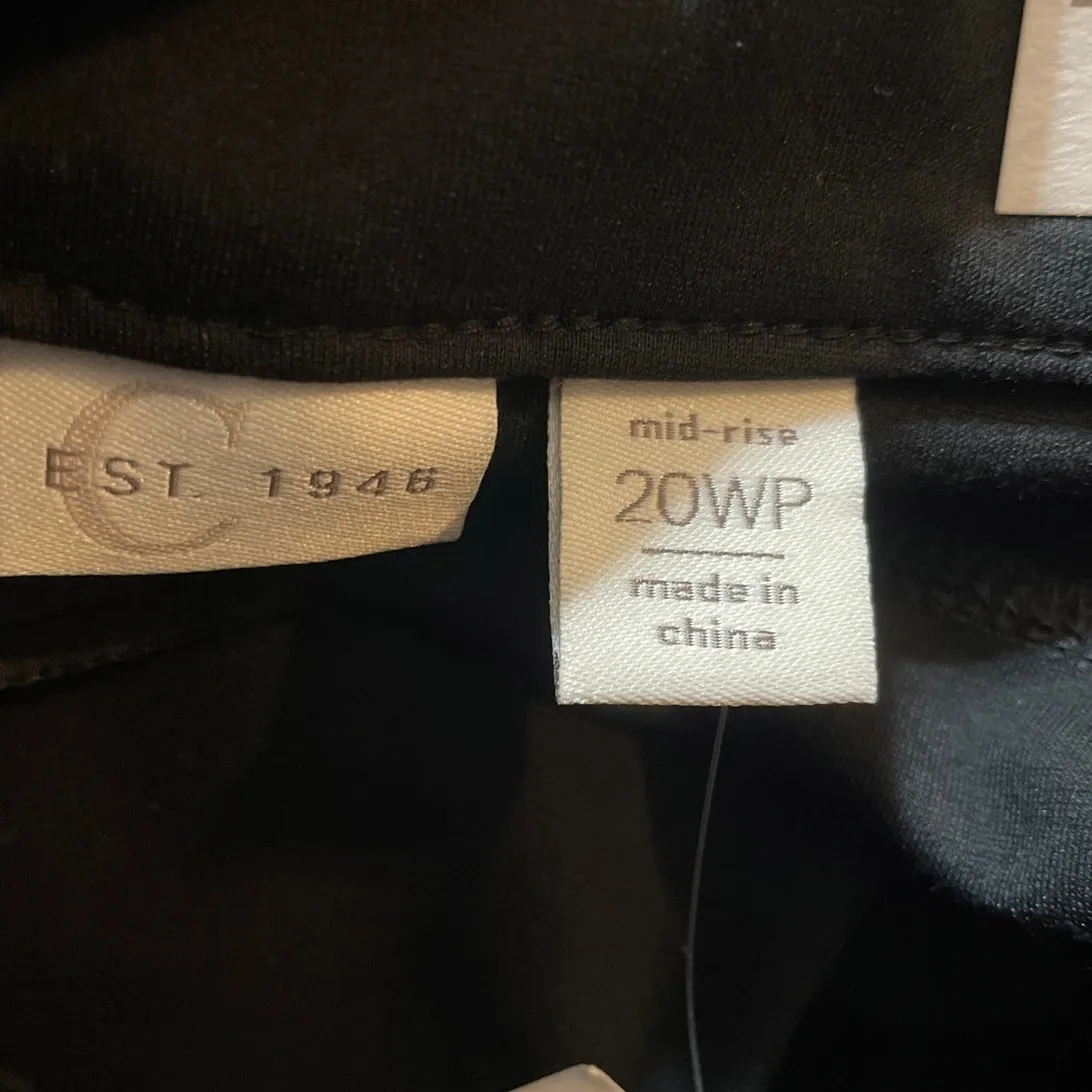 C
EST. 1946
mid-rise
20WP
made in
china